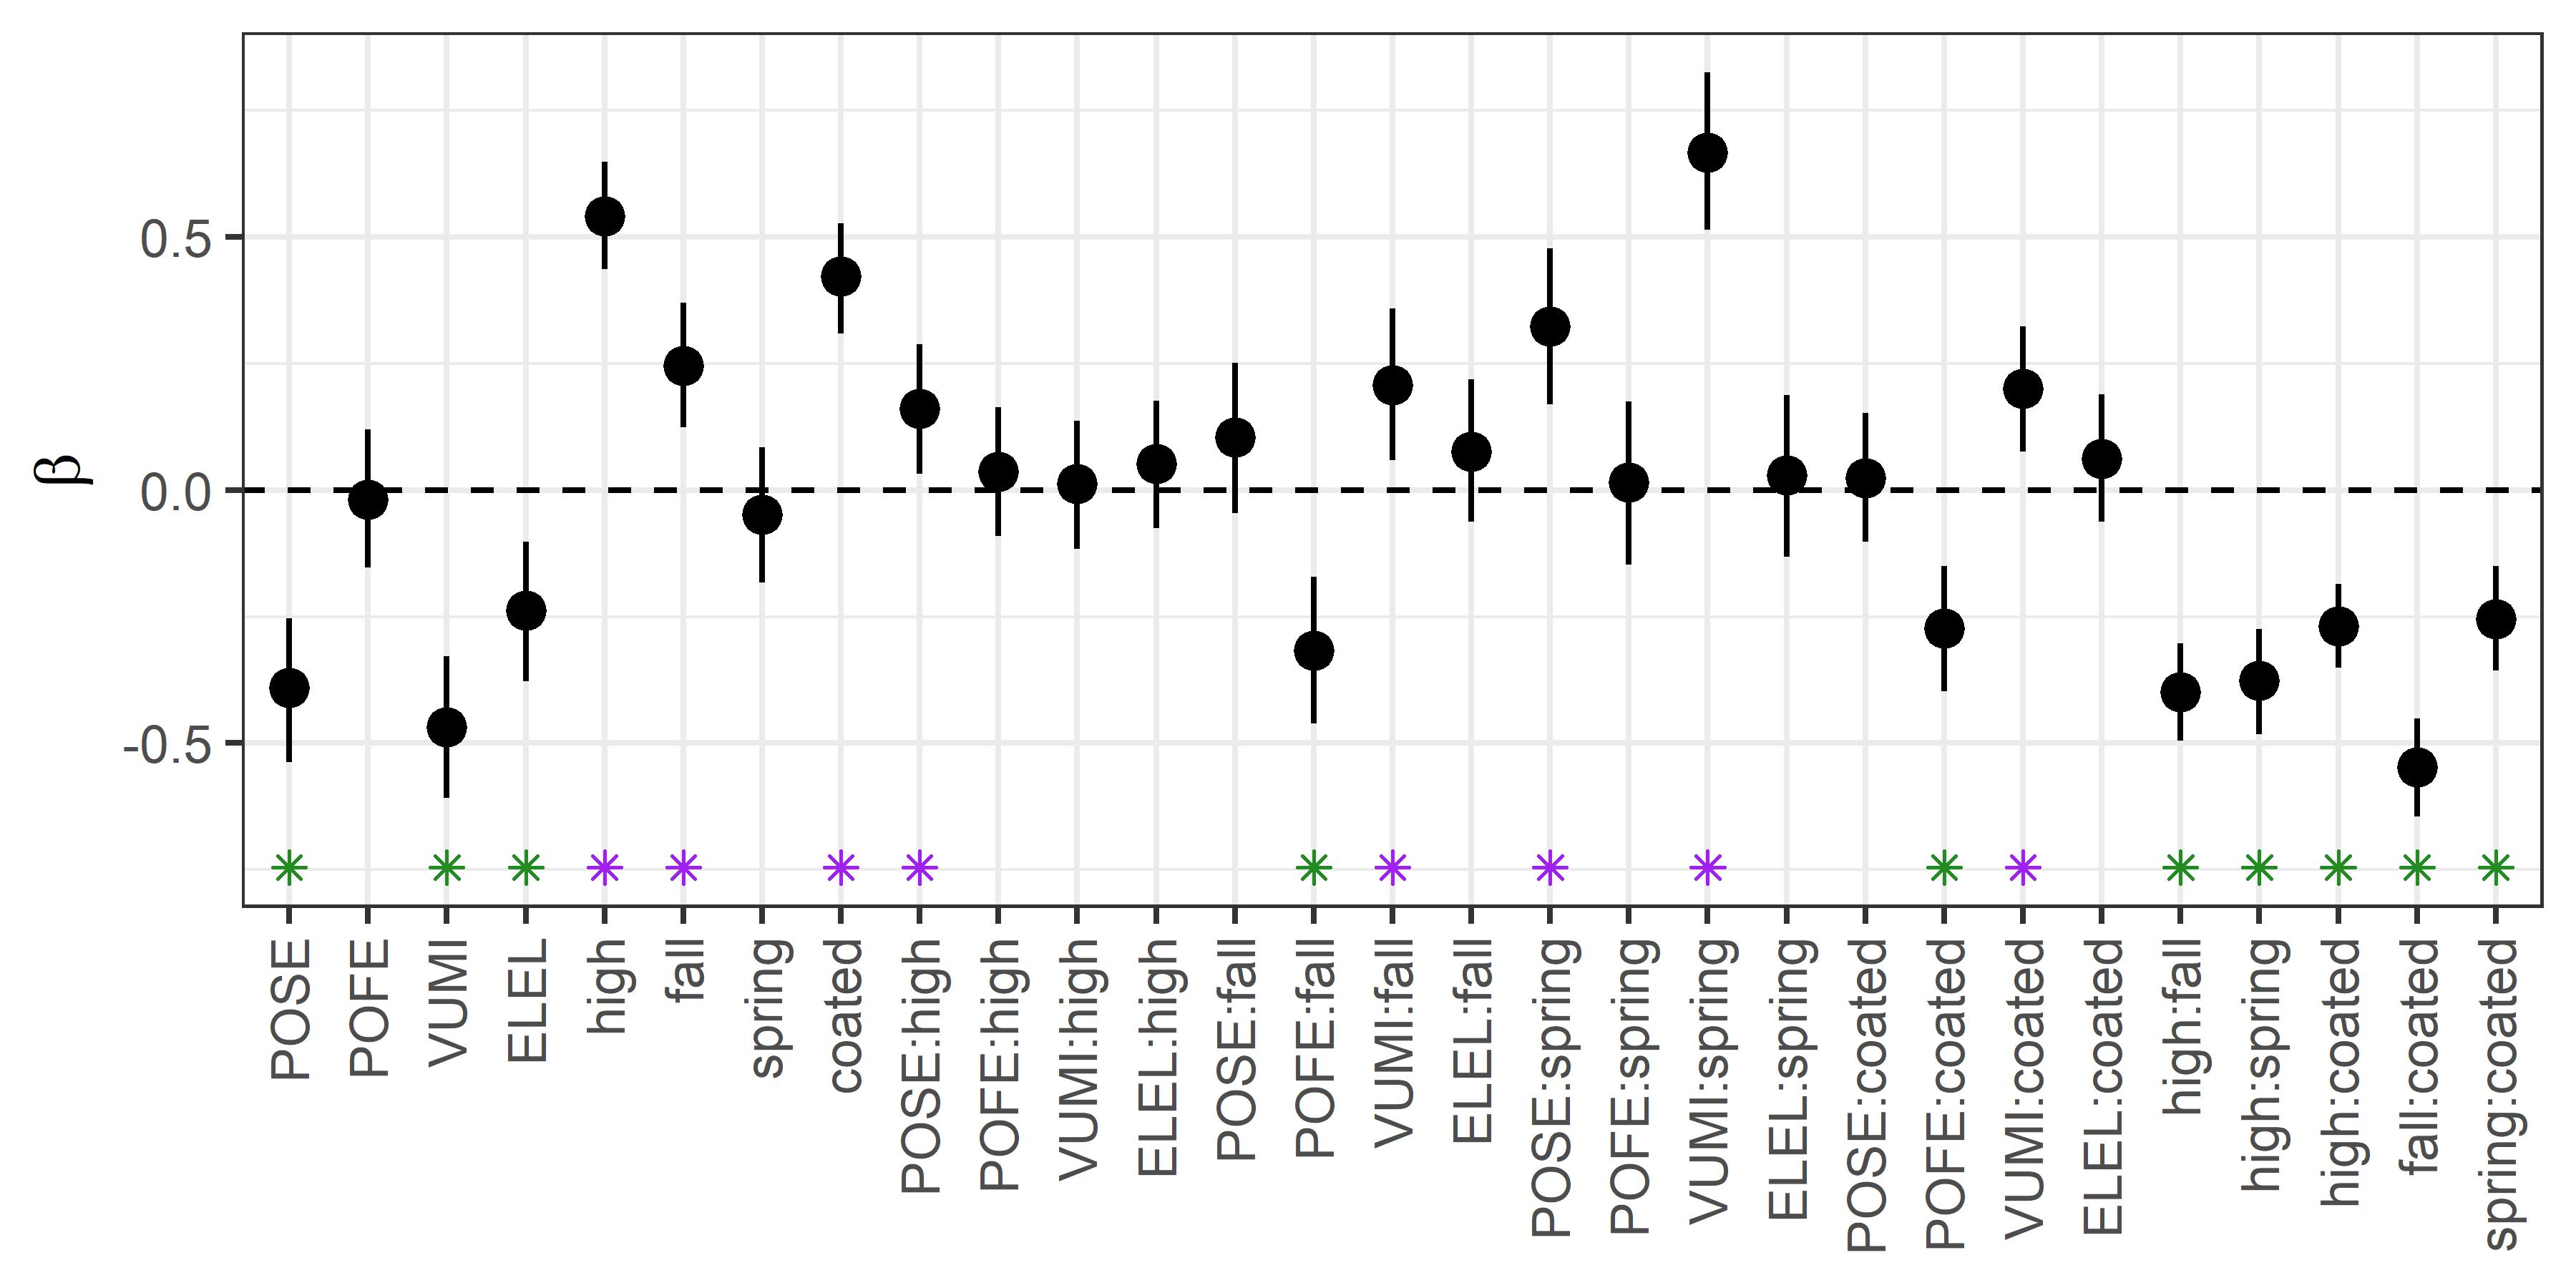 β
0.5
0.0
-0.5
POSE
POFE
VUMI
ELEL
high
fall
spring
coated
POSE:high
POFE:high
VUMI:high
ELEL:high
POSE:fall
POFE:fall
VUMI:fall
ELEL:fall
POSE:spring
POFE:spring
VUMI:spring
ELEL:spring
POSE:coated
POFE:coated
VUMI:coated
ELEL:coated
high:fall
high:spring
high:coated
fall:coated
spring:coated